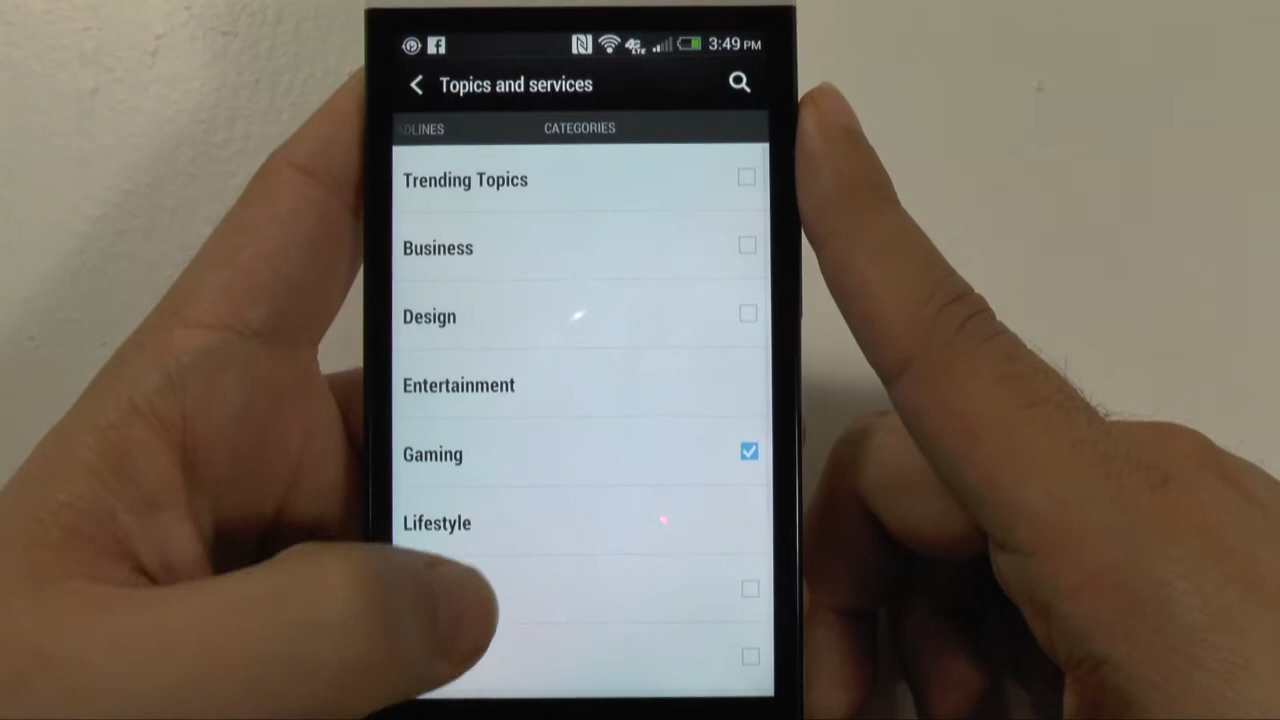 3:49 PM
Topics and services
DLINES CATEGORIES
Trending Topics
Business
Design
Entertainment
Gaming
Lifestyle